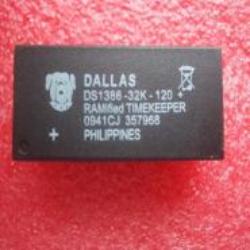 DALLAS
DS1386-32K-120 +
RAMified TIMEKEEPER
0941CJ 357968
+ PHILIPPINES